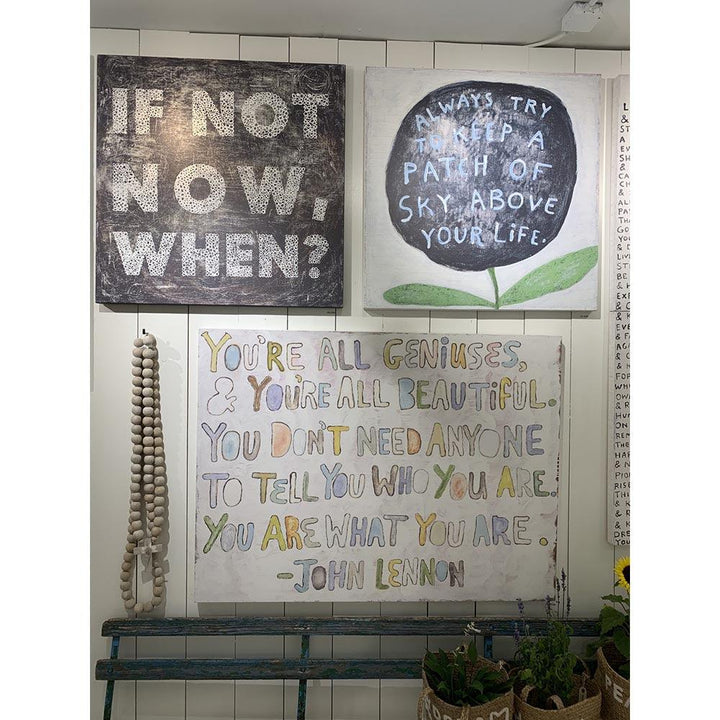 IF NOT
NOW,
WHEN?
ALWAYS TRY
TO KEEP A
PATCH OF
SKY ABOVE
YOUR LIFE.
YOU'RE ALL GENIUSES,
& YOU'RE ALL BEAUTIFUL.
YOU DON'T NEED ANYONE
TO TELL YOU WHO YOU ARE.
YOU ARE WHAT YOU ARE.
-JOHN LENNON